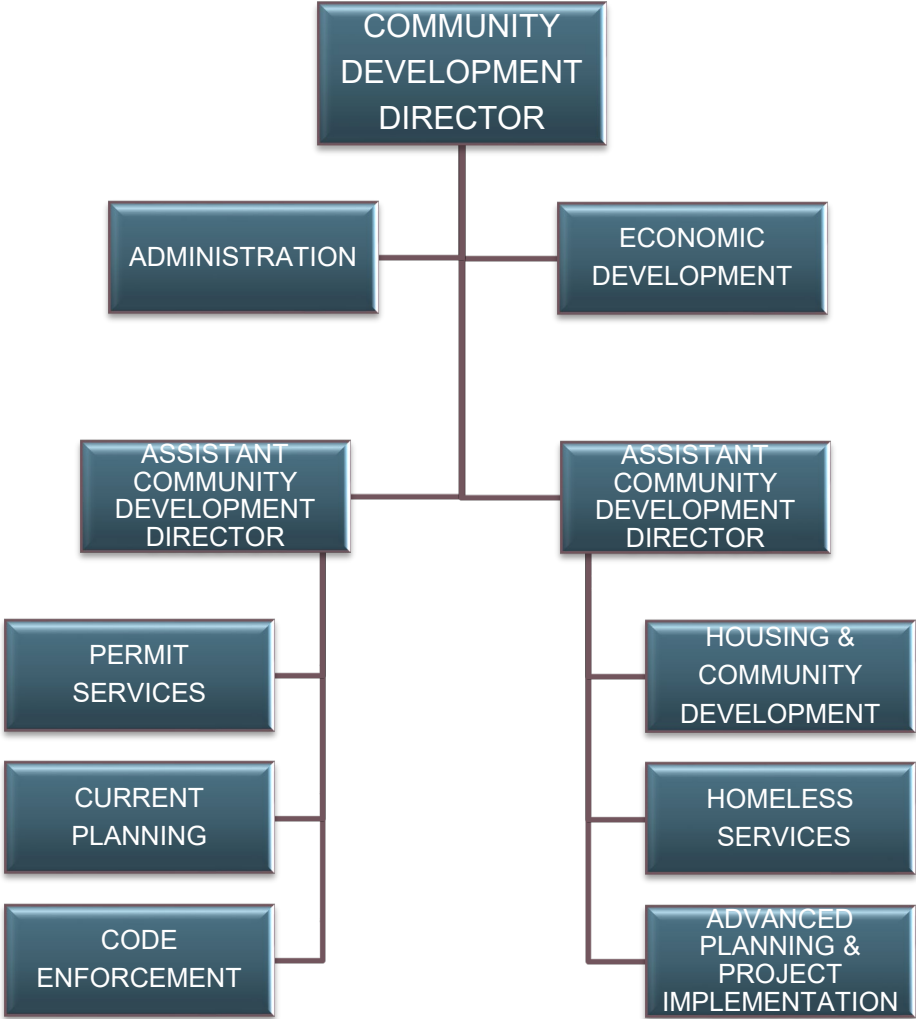 COMMUNITY
DEVELOPMENT
DIRECTOR
ADMINISTRATION
ECONOMIC
DEVELOPMENT
ASSISTANT
COMMUNITY
DEVELOPMENT
DIRECTOR
ASSISTANT
COMMUNITY
DEVELOPMENT
DIRECTOR
PERMIT
SERVICES
CURRENT
PLANNING
CODE
ENFORCEMENT
HOUSING &
COMMUNITY
DEVELOPMENT
HOMELESS
SERVICES
ADVANCED
PLANNING &
PROJECT
IMPLEMENTATION